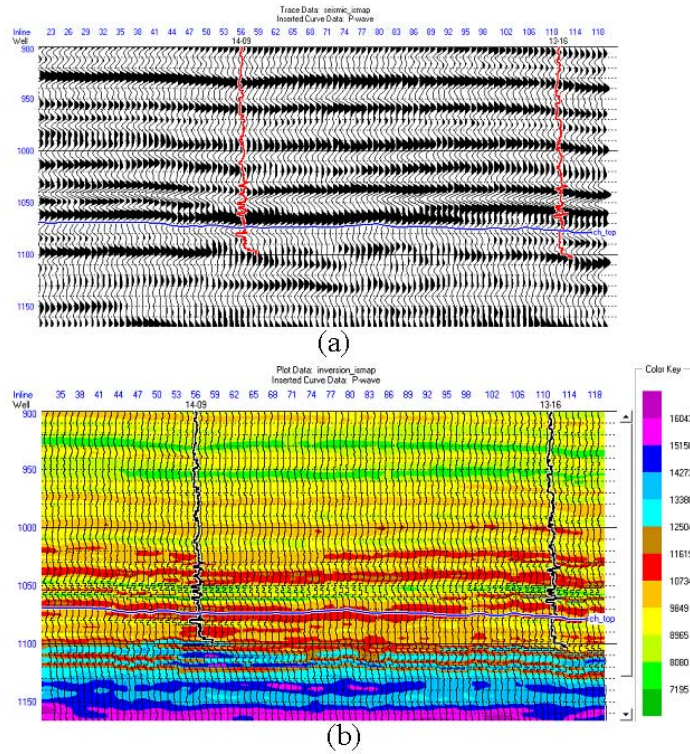 Trace Data: seismic_ismap
Inserted Curve Data: P-wave
Inline 23 26 29 32 35 38 41 44 47 50 53 56 59 62 65 68 71 74 77 80 83 86 89 92 95 98 102 106 111 114 118
Well 14-09 13-16
900
950
1000
1050
ch_top
1100
1150
(a)
Plot Data: inversion_ismap
Inserted Curve Data: P-wave
Color Key
Inline 35 38 41 44 47 50 53 56 59 62 65 68 71 74 77 80 83 86 89 92 95 98 102 106 112 114 118
Well 14-09 13-16
900
950
1000
1050
ch_top
1100
1150
16043
15158
14273
13388
12504
11619
10734
9849
8965
8080
7195
(b)